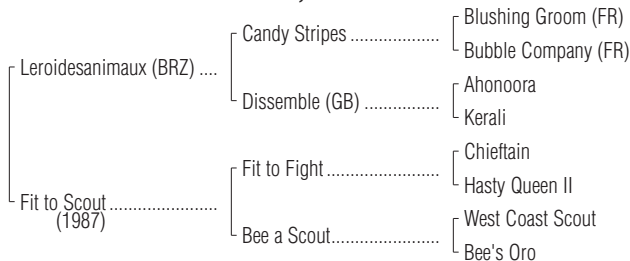 Blushing Groom (FR)
Candy Stripes ...................
Bubble Company (FR)
Leroidesanimaux (BRZ) ....
Ahonoora
Dissemble (GB) ................
Kerali
Chieftain
Fit to Fight ........................
Hasty Queen II
Fit to Scout .......................
(1987)
West Coast Scout
Bee a Scout.......................
Bee's Oro